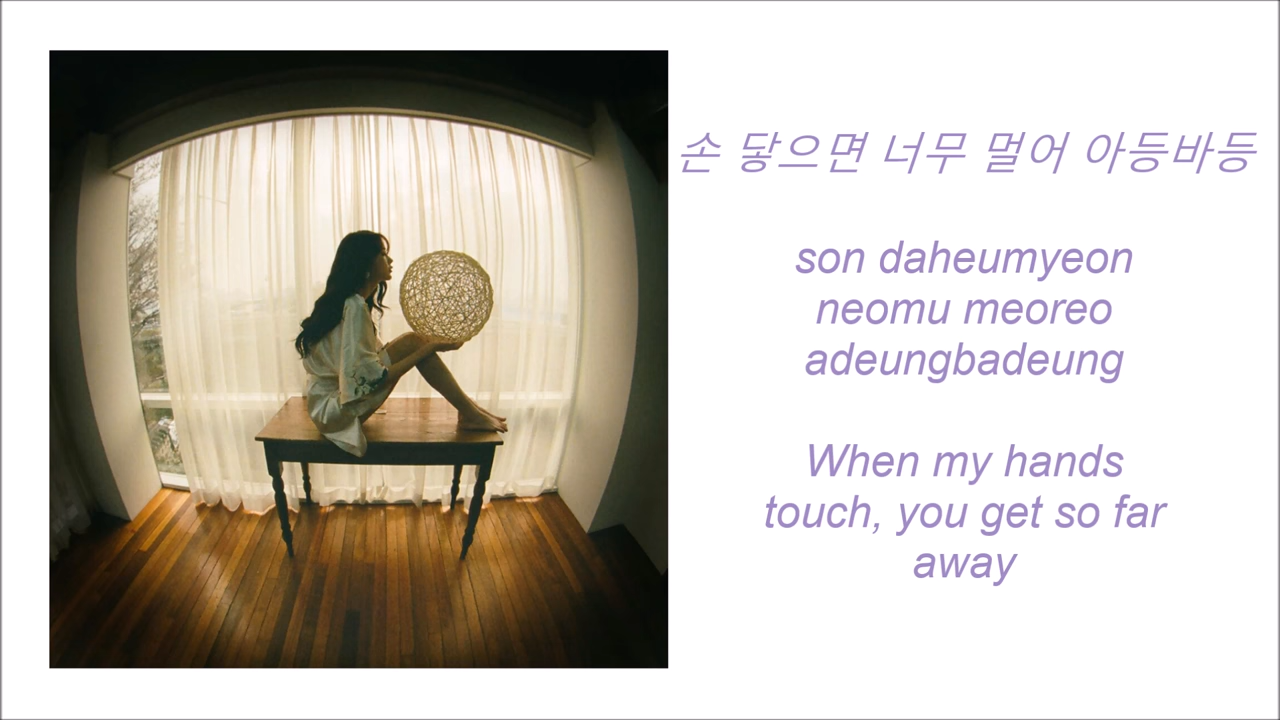 손 닿으면 너무 멀어 아등바등
son daheumyeon
neomu meoreo
adeungbadeung
When my hands
touch, you get so far
away